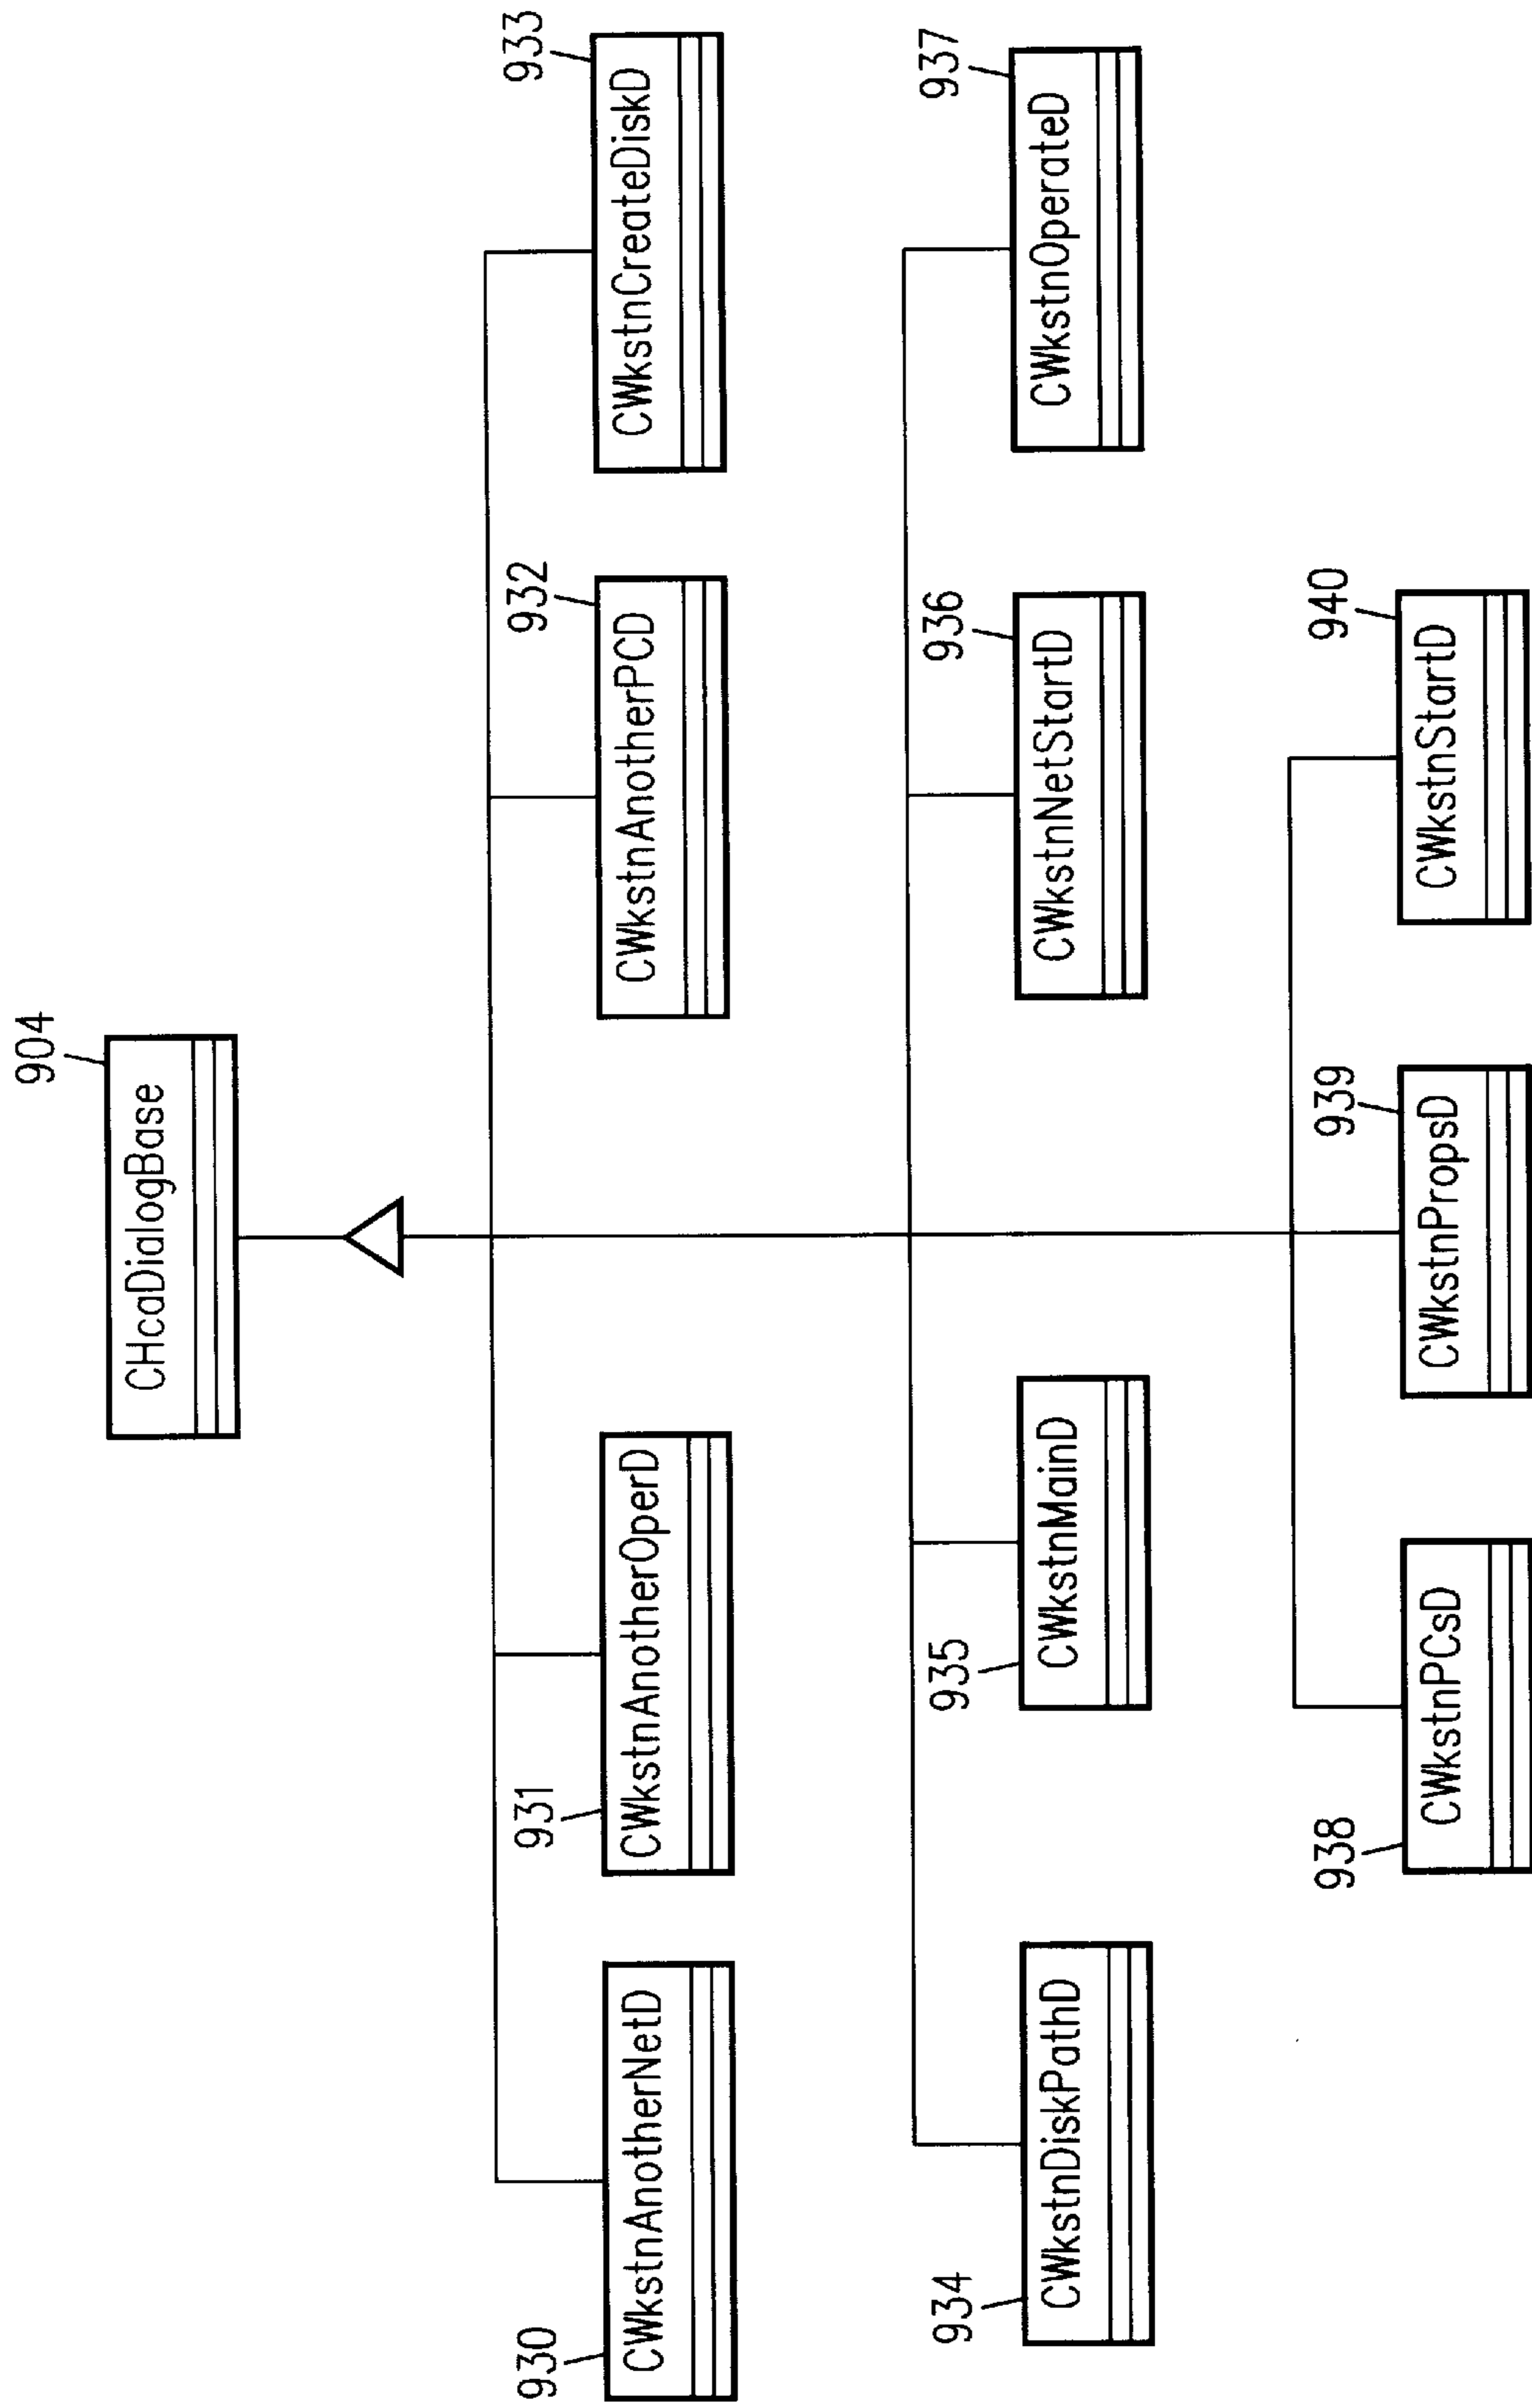 904
CHcaDialogBase
930
CWkstnAnotherNetD
931
CWkstnAnotherOperD
932
CWkstnAnotherPCD
933
CWkstnCreateDiskD
934
CWkstnDiskPathD
935
CWkstnMainD
936
CWkstnNetStartD
937
CWkstnOperateD
938
CWkstnPCsD
939
CWkstnPropsD
940
CWkstnStartD